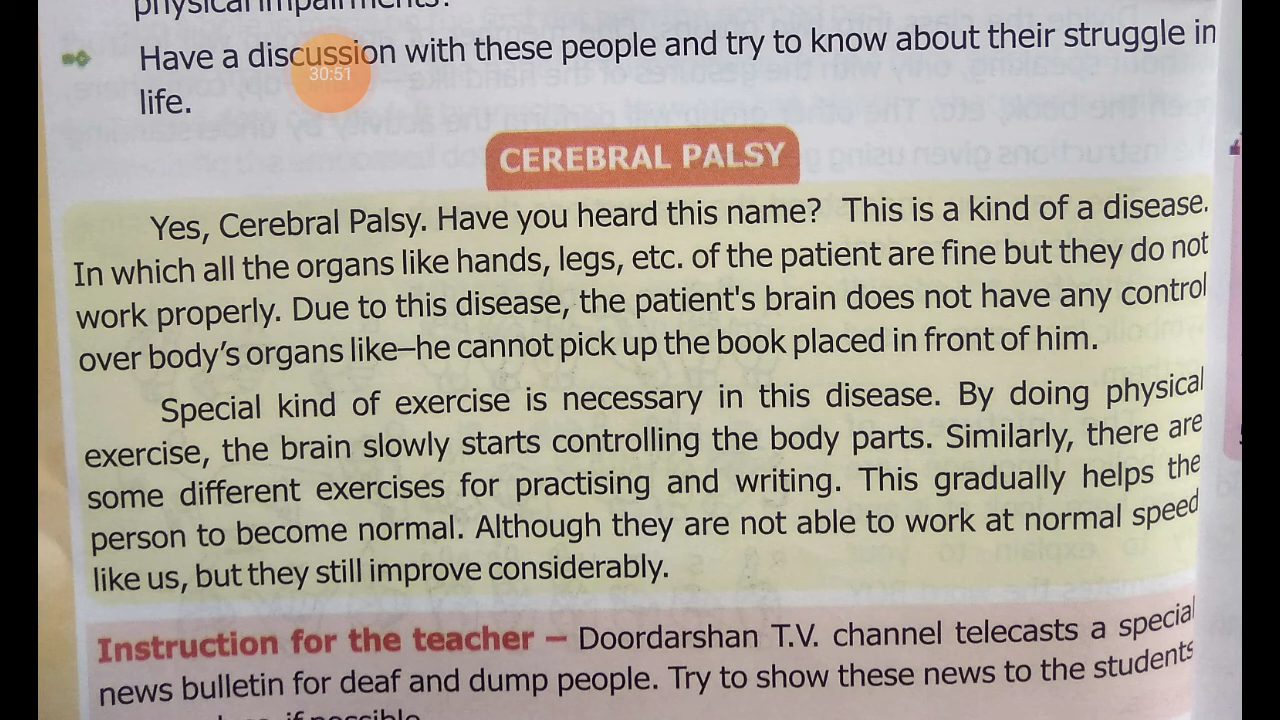 physical impairments.
Have a discussion with these people and try to know about their struggle in
30:51
life.
CEREBRAL PALSY
Yes, Cerebral Palsy. Have you heard this name? This is a kind of a disease.
In which all the organs like hands, legs, etc. of the patient are fine but they do not
work properly. Due to this disease, the patient's brain does not have any control
over body's organs like–he cannot pick up the book placed in front of him.
Special kind of exercise is necessary in this disease. By doing physical
exercise, the brain slowly starts controlling the body parts. Similarly, there are
some different exercises for practising and writing. This gradually helps the
person to become normal. Although they are not able to work at normal speed
like us, but they still improve considerably.
Instruction for the teacher – Doordarshan T.V. channel telecasts a special
news bulletin for deaf and dump people. Try to show these news to the students
if possible.